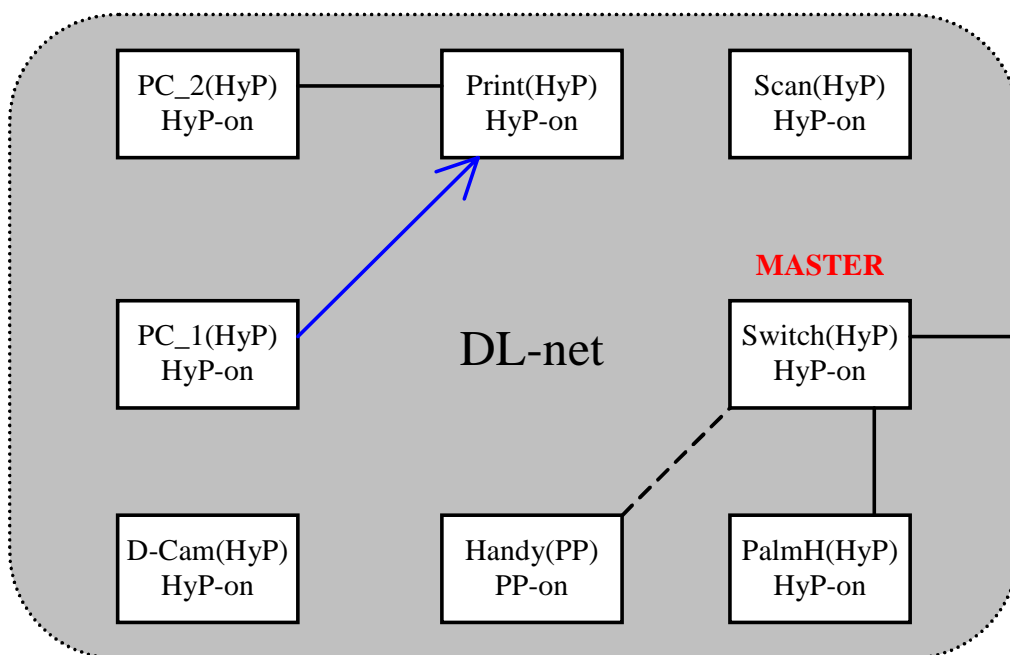 PC_2(HyP)
HyP-on
Print(HyP)
HyP-on
Scan(HyP)
HyP-on
MASTER
PC_1(HyP)
HyP-on
DL-net
Switch(HyP)
HyP-on
D-Cam(HyP)
HyP-on
Handy(PP)
PP-on
PalmH(HyP)
HyP-on